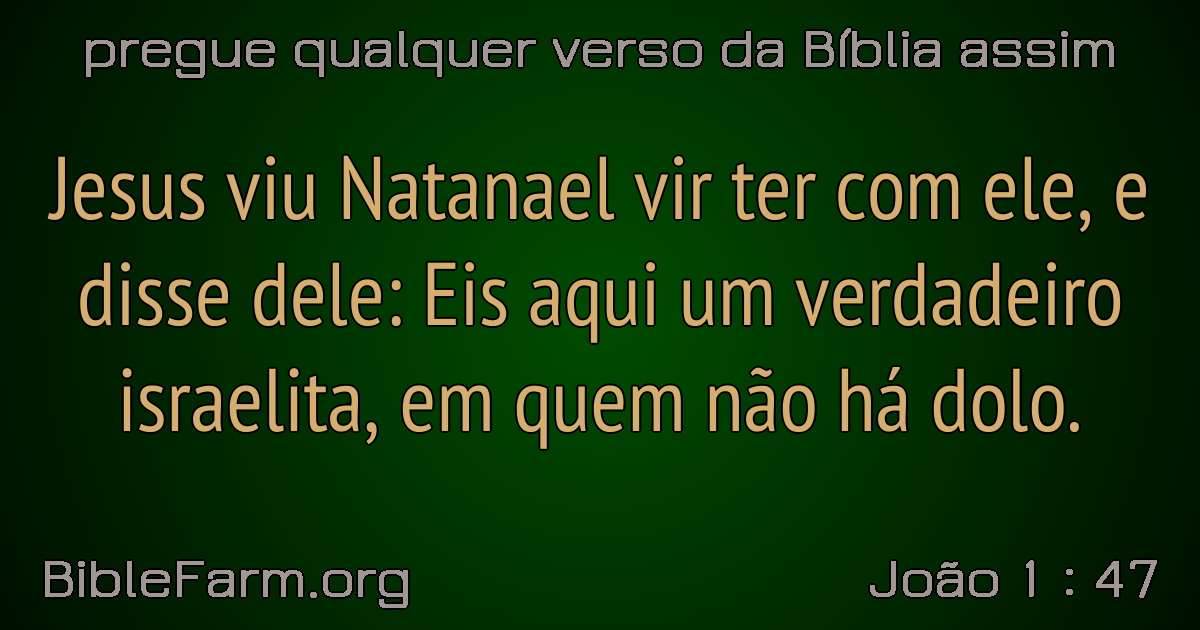 pregue qualquer verso da Bíblia assim
Jesus viu Natanael vir ter com ele, e
disse dele: Eis aqui um verdadeiro
israelita, em quem não há dolo.
BibleFarm.org
João 1 : 47